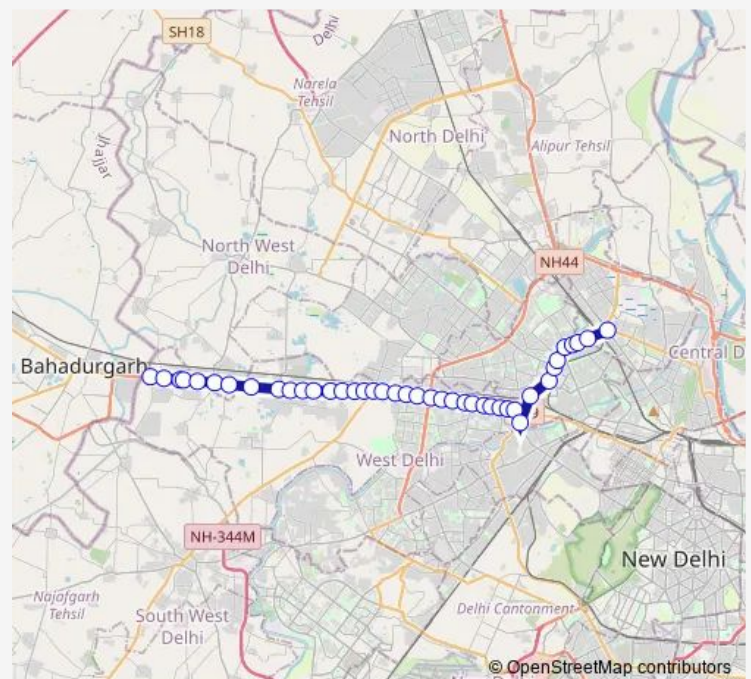 SH18
Delhi
Narela
Tehsil
North Delhi
Alipur Tehsil
Jhajjar
North West
Delhi
NH44
Bahadurgarh
Central D
9
West Delhi
NH-344M
New Delhi
Najafgarh
Tehsil
South West
Delhi
Delhi Cantonment
© OpenStreetMap contributors